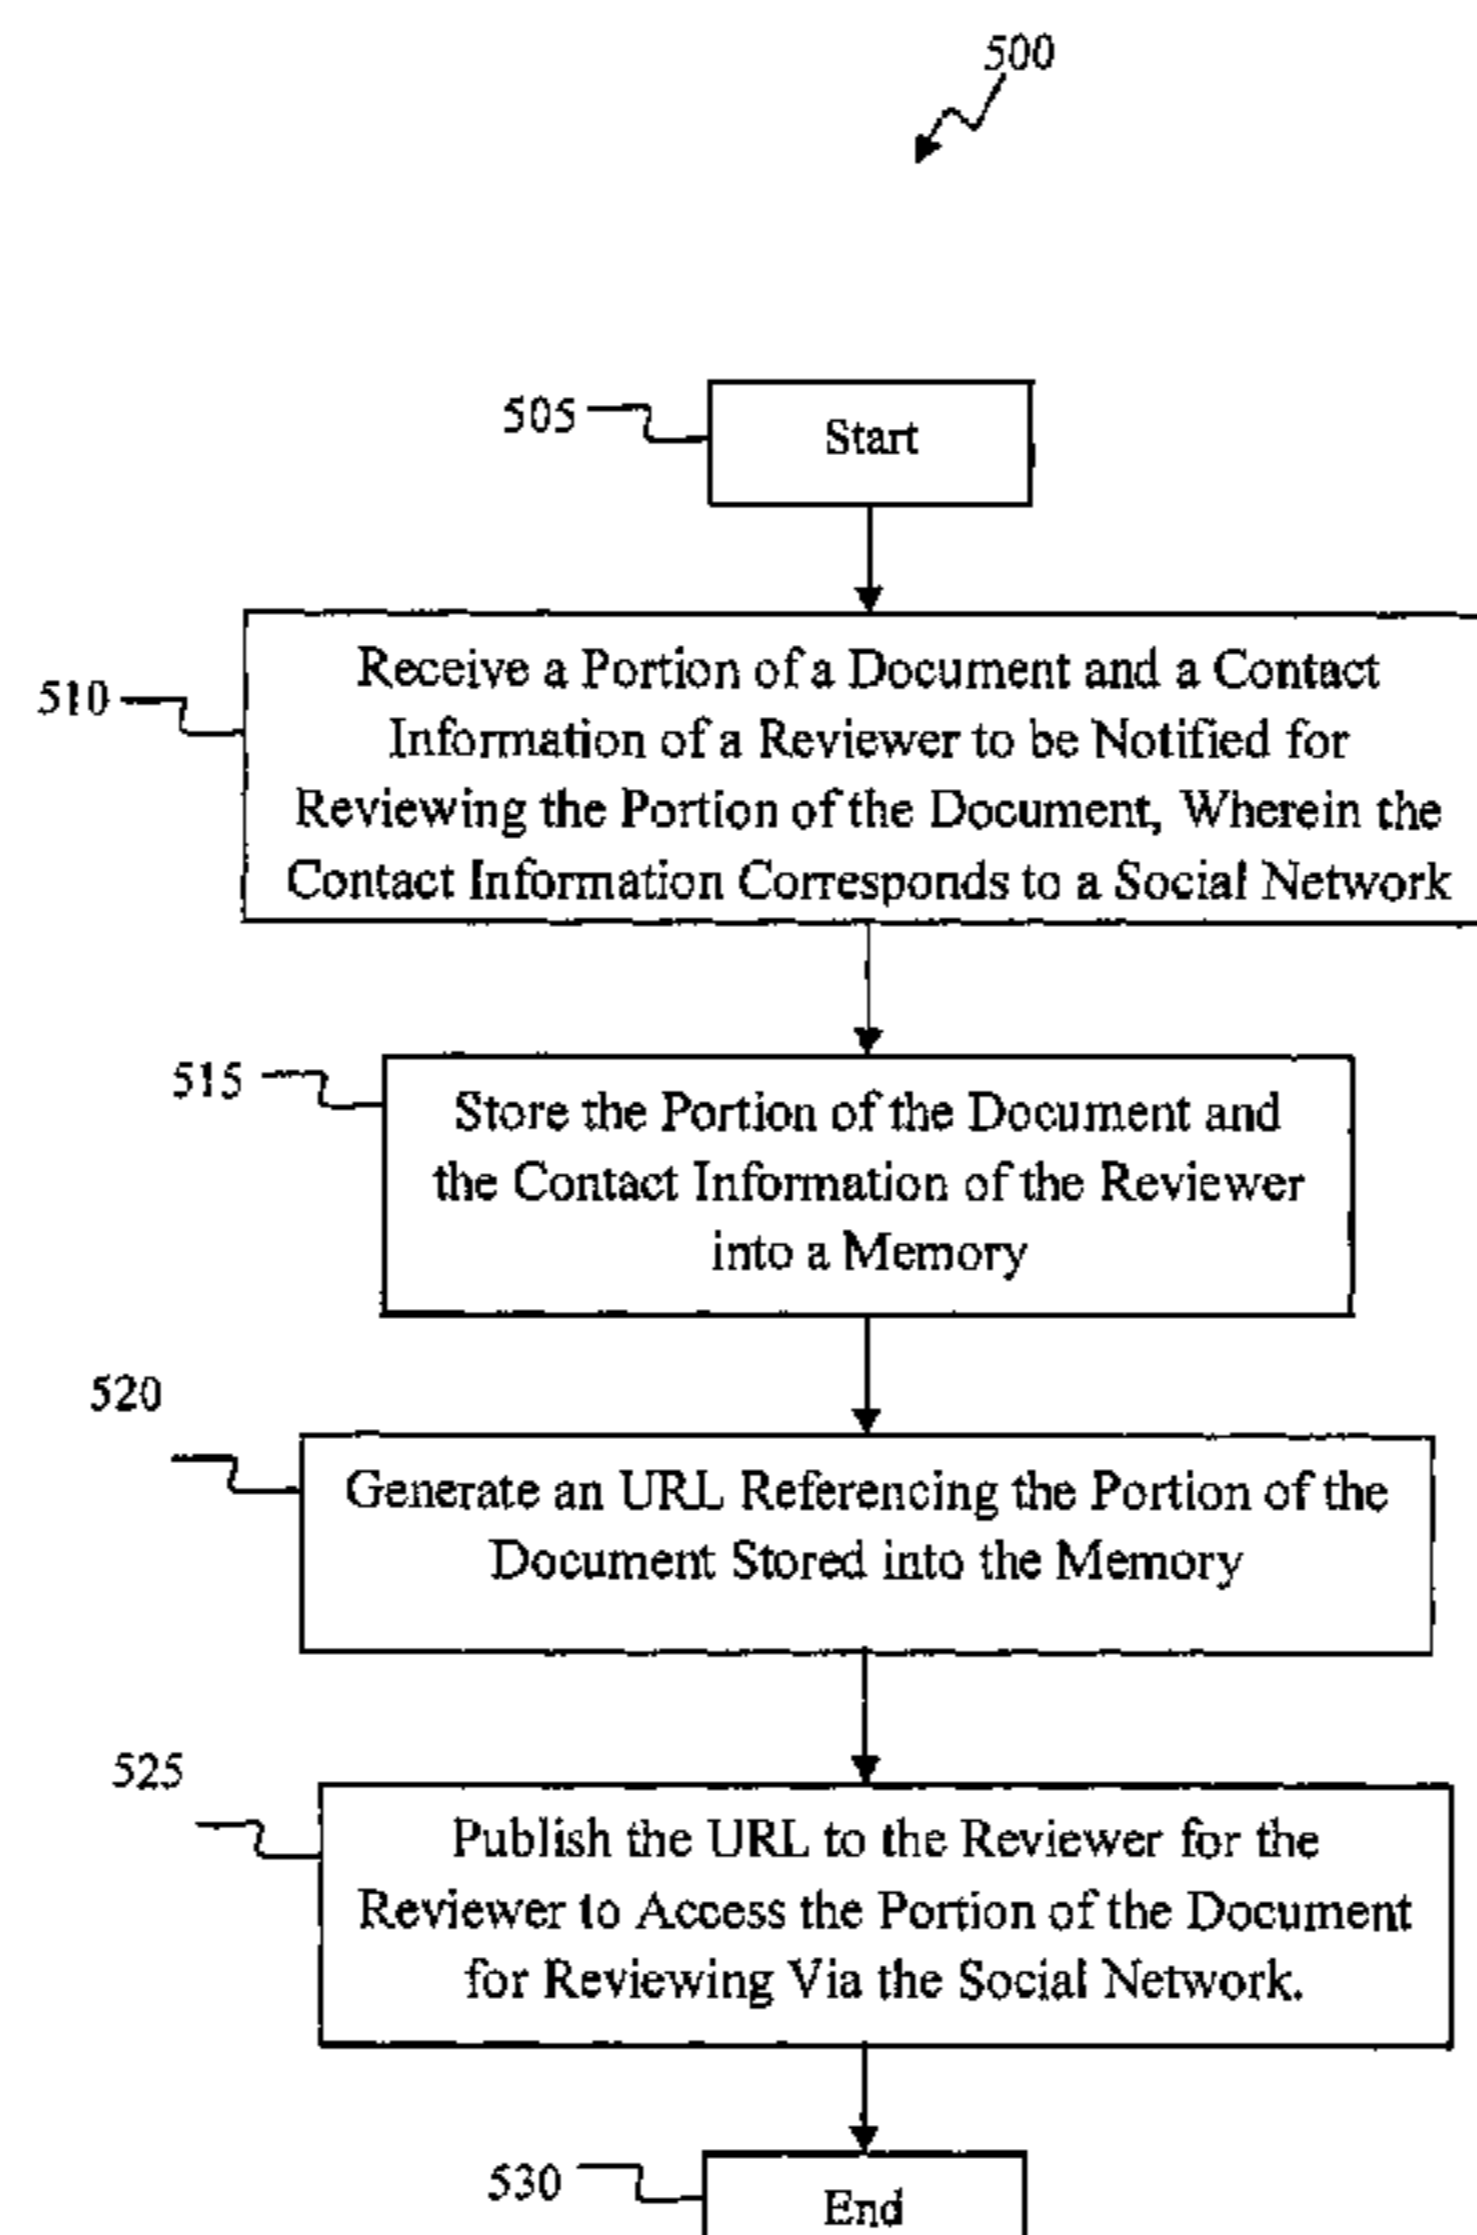 500
505
Start
510
Receive a Portion of a Document and a Contact
Information of a Reviewer to be Notified for
Reviewing the Portion of the Document, Wherein the
Contact Information Corresponds to a Social Network
515
Store the Portion of the Document and
the Contact Information of the Reviewer
into a Memory
520
Generate an URL Referencing the Portion of the
Document Stored into the Memory
525
Publish the URL to the Reviewer for the
Reviewer to Access the Portion of the Document
for Reviewing Via the Social Network.
530
End